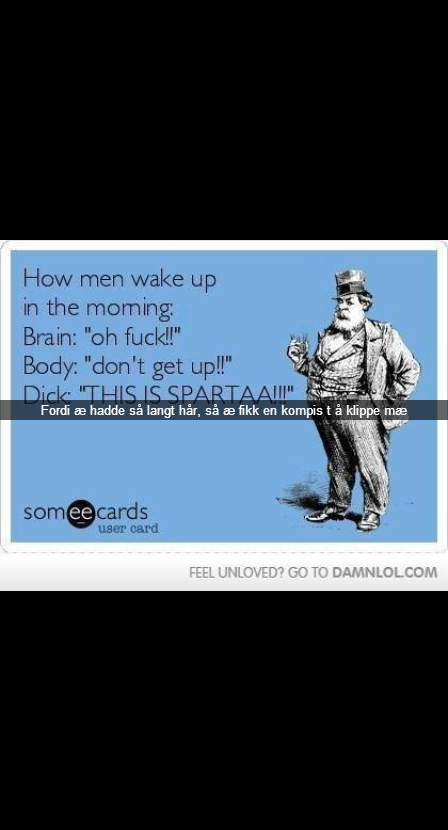 How men wake up
in the morning:
Brain: "oh fuck!!"
Body: "don't get up!!"
Dick: "THIS IS SPARTAA!!!"
Fordi æ hadde så langt hår, så æ fikk en kompis t å klippe mæ
someecards
user card
FEEL UNLOVED? GO TO DAMNLOL.COM